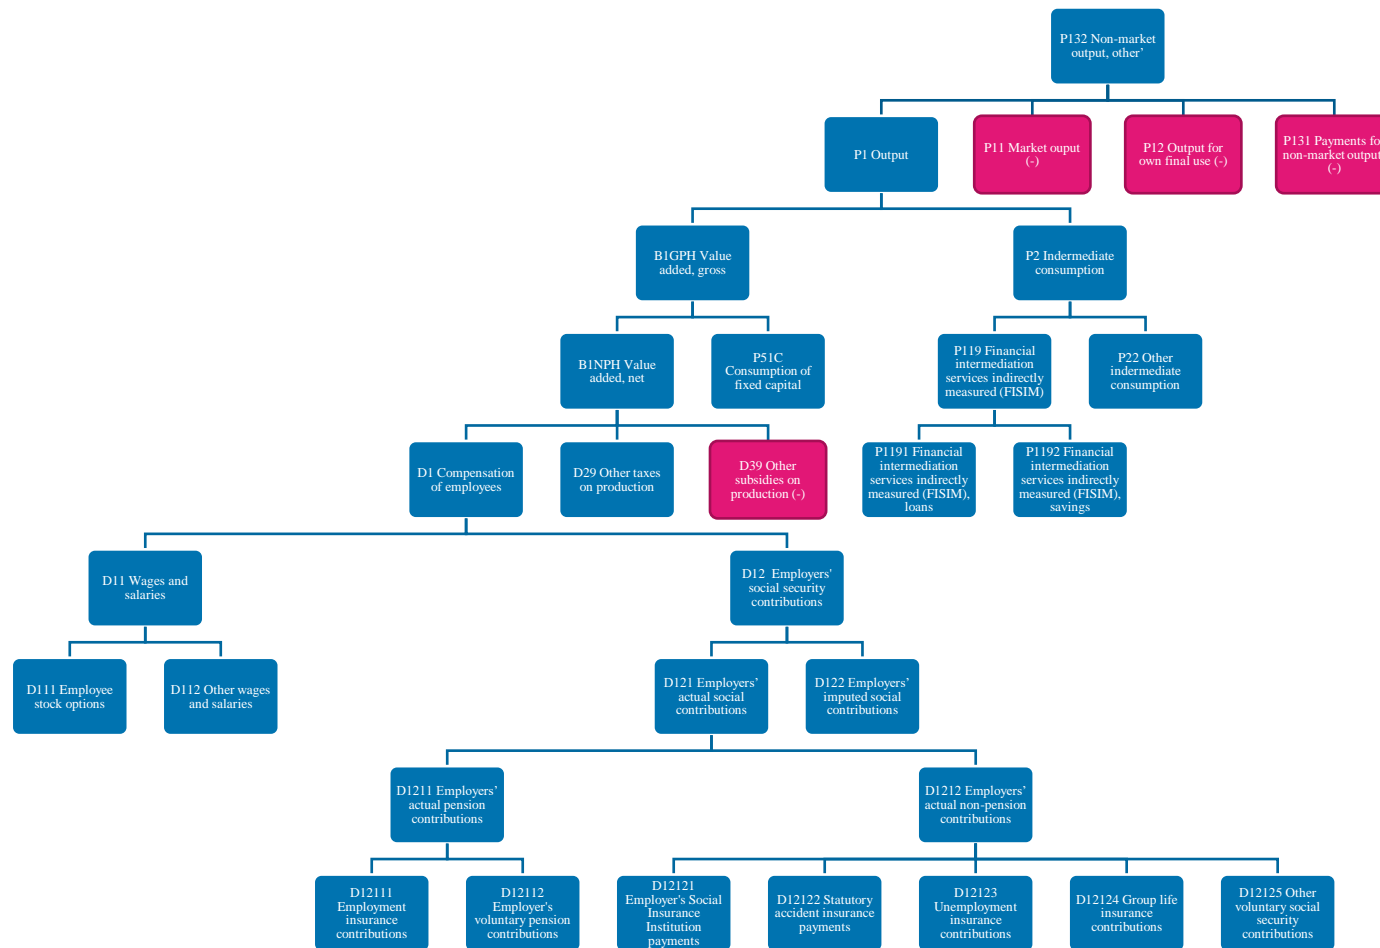 P132 Non-market
output, other’
P1 Output
P11 Market ouput
(-)
P12 Output for
own final use (-)
P131 Payments fo
non-market output
(-)
B1GPH Value
added, gross
P2 Indermediate
consumption
B1NPH Value
added, net
P51C
Consumption of
fixed capital
P119 Financial
intermediation
services indirectly
measured (FISIM)
P22 Other
indermediate
consumption
D1 Compensation
of employees
D29 Other taxes
on production
D39 Other
subsidies on
production (-)
P1191 Financial
intermediation
services indirectly
measured (FISIM),
loans
P1192 Financial
intermediation
services indirectly
measured (FISIM),
savings
D11 Wages and
salaries
D12 Employers'
social security
contributions
D111 Employee
stock options
D112 Other wages
and salaries
D121 Employers’
actual social
contributions
D122 Employers’
imputed social
contributions
D1211 Employers’
actual pension
contributions
D1212 Employers’
actual non-pension
contributions
D12111
Employment
insurance
contributions
D12112
Employer's
voluntary pension
contributions
D12121
Employer's Social
Insurance
Institution
payments
D12122 Statutory
accident insurance
payments
D12123
Unemployment
insurance
contributions
D12124 Group life
insurance
contributions
D12125 Other
voluntary social
security
contributions